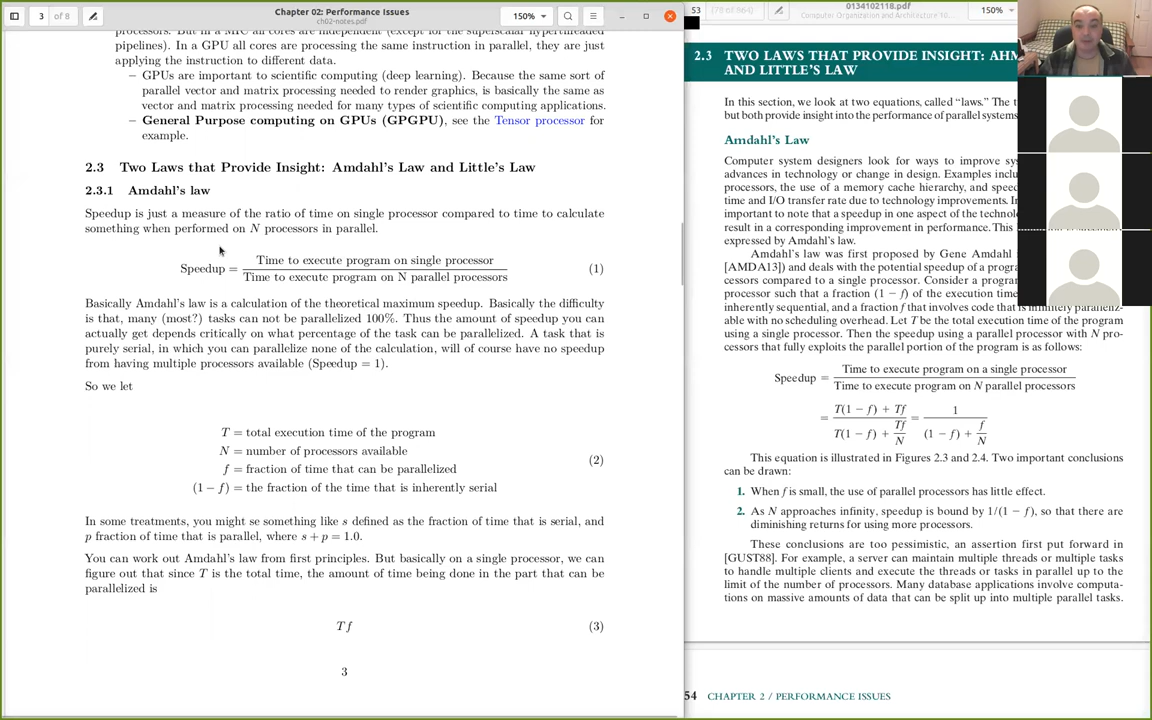 3 of 8
Chapter 02: Performance Issues
ch02-notes.pdf
150%
processors. But in a MIC all cores are independent (except for the superscalar hyperthreaded
pipelines). In a GPU all cores are processing the same instruction in parallel, they are just
applying the instruction to different data.
– GPUs are important to scientific computing (deep learning). Because the same sort of
parallel vector and matrix processing needed to render graphics, is basically the same as
vector and matrix processing needed for many types of scientific computing applications.
– General Purpose computing on GPUs (GPGPU), see the Tensor processor for
example.
2.3 Two Laws that Provide Insight: Amdahl's Law and Little's Law
2.3.1 Amdahl's law
Speedup is just a measure of the ratio of time on single processor compared to time to calculate
something when performed on N processors in parallel.
Speedup = Time to execute program on single processor / Time to execute program on N parallel processors (1)
Basically Amdahl's law is a calculation of the theoretical maximum speedup. Basically the difficulty
is that, many (most?) tasks can not be parallelized 100%. Thus the amount of speedup you can
actually get depends critically on what percentage of the task can be parallelized. A task that is
purely serial, in which you can parallelize none of the calculation, will of course have no speedup
from having multiple processors available (Speedup = 1).
So we let
T = total execution time of the program
N = number of processors available
f = fraction of time that can be parallelized
(1 − f) = the fraction of the time that is inherently serial
(2)
In some treatments, you might se something like s defined as the fraction of time that is serial, and
p fraction of time that is parallel, where s + p = 1.0.
You can work out Amdahl's law from first principles. But basically on a single processor, we can
figure out that since T is the total time, the amount of time being done in the part that can be
parallelized is
Tf (3)
3
53 (79 of 864)
0134102118.pdf
Computer Organization and Architecture 10...
150%
2.3 TWO LAWS THAT PROVIDE INSIGHT: AHM
AND LITTLE'S LAW
In this section, we look at two equations, called "laws." The t
but both provide insight into the performance of parallel systems
Amdahl's Law
Computer system designers look for ways to improve sys
advances in technology or change in design. Examples inclu
processors, the use of a memory cache hierarchy, and speed
time and I/O transfer rate due to technology improvements. In
important to note that a speedup in one aspect of the technol
result in a corresponding improvement in performance. This
expressed by Amdahl's law.
Amdahl's law was first proposed by Gene Amdahl
[AMDA13] and deals with the potential speedup of a progra
cessors compared to a single processor. Consider a program
processor such that a fraction (1 − f) of the execution time
inherently sequential, and a fraction f that involves code that is infinitely paralleliz-
able with no scheduling overhead. Let T be the total execution time of the program
using a single processor. Then the speedup using a parallel processor with N pro-
cessors that fully exploits the parallel portion of the program is as follows:
Speedup = Time to execute program on a single processor / Time to execute program on N parallel processors
= T(1 − f) + Tf / T(1 − f) + Tf/N = 1 / (1 − f) + f/N
This equation is illustrated in Figures 2.3 and 2.4. Two important conclusions
can be drawn:
1. When f is small, the use of parallel processors has little effect.
2. As N approaches infinity, speedup is bound by 1/(1 − f), so that there are
diminishing returns for using more processors.
These conclusions are too pessimistic, an assertion first put forward in
[GUST88]. For example, a server can maintain multiple threads or multiple tasks
to handle multiple clients and execute the threads or tasks in parallel up to the
limit of the number of processors. Many database applications involve computa-
tions on massive amounts of data that can be split up into multiple parallel tasks.
54 CHAPTER 2 / PERFORMANCE ISSUES